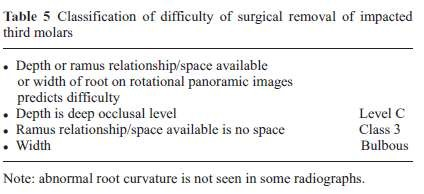 Table 5 Classification of difficulty of surgical removal of impacted
third molars
• Depth or ramus relationship/space available
or width of root on rotational panoramic images
predicts difficulty
• Depth is deep occlusal level Level C
• Ramus relationship/space available is no space Class 3
• Width Bulbous
Note: abnormal root curvature is not seen in some radiographs.